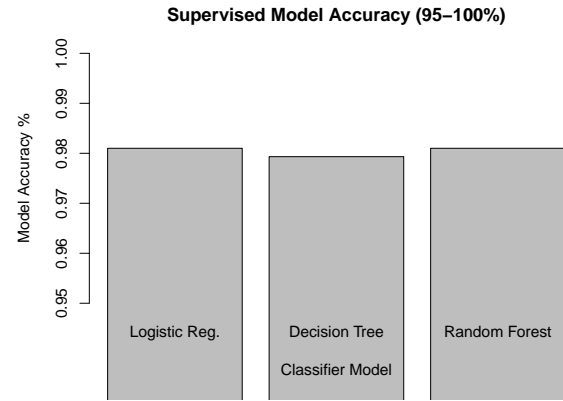 Supervised Model Accuracy (95–100%)
Model Accuracy %
1.00
0.99
0.98
0.97
0.96
0.95
Logistic Reg.
Decision Tree
Random Forest
Classifier Model